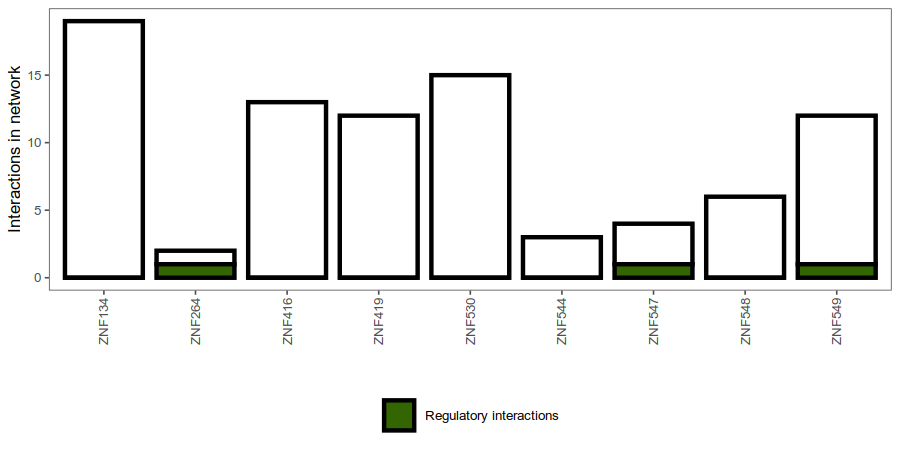 Interactions in network
15
10
5
0
ZNF134
ZNF264
ZNF416
ZNF419
ZNF530
ZNF544
ZNF547
ZNF548
ZNF549
Regulatory interactions